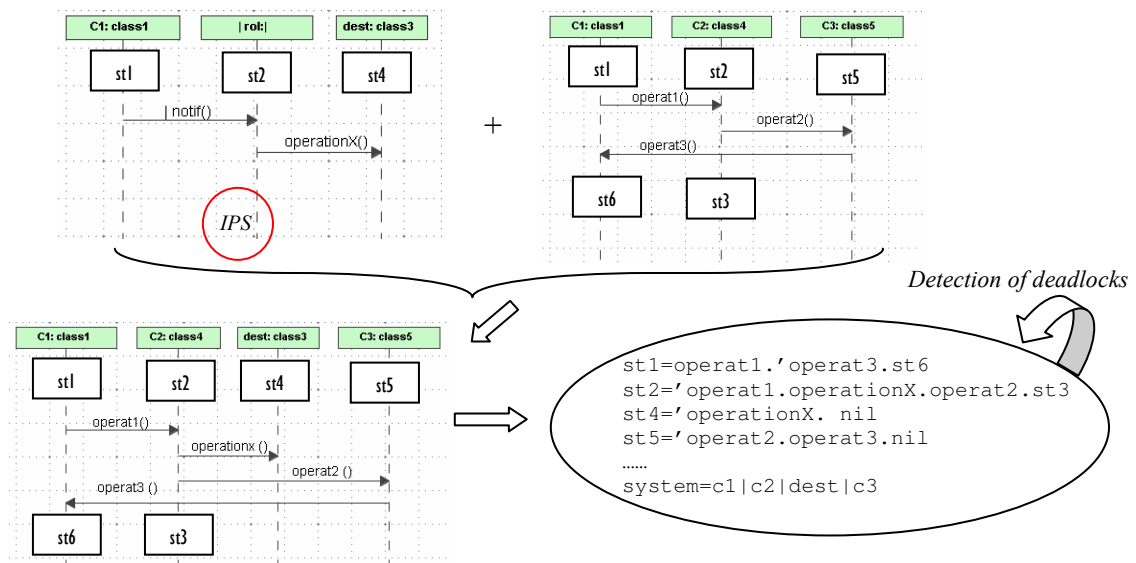 C1: class1
| rol:|
dest: class3
st1
st2
st4
| notif()
operationX()
IPS
+
C1: class1
C2: class4
C3: class5
st1
st2
st5
operat1()
operat2()
operat3()
st6
st3
Detection of deadlocks
C1: class1
C2: class4
dest: class3
C3: class5
st1
st2
st4
st5
operat1()
operationx ()
operat2 ()
operat3 ()
st6
st3
st1=operat1.’operat3.st6
st2=’operat1.operationX.operat2.st3
st4=’operationX. nil
st5=’operat2.operat3.nil
……
system=c1|c2|dest|c3